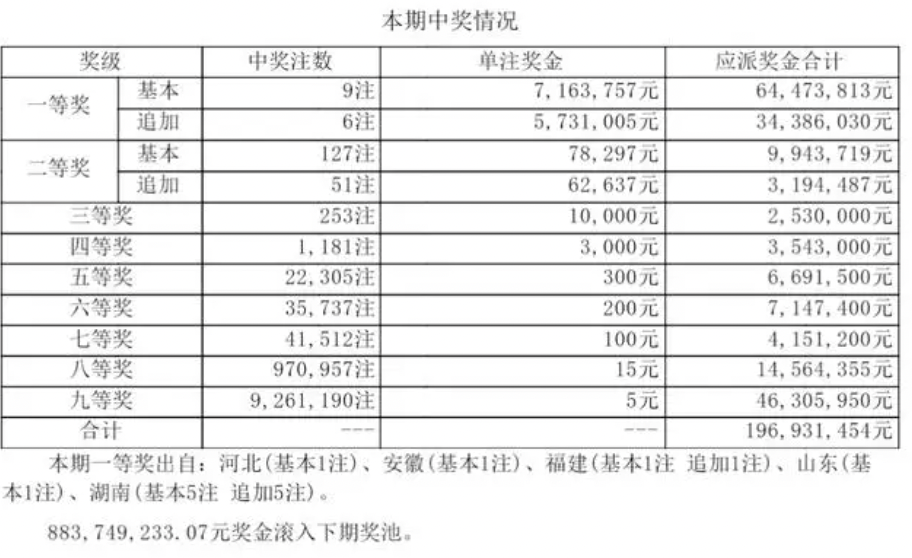 本期中奖情况
奖级 中奖注数 单注奖金 应派奖金合计
一等奖 基本 9注 7,163,757元 64,473,813元
追加 6注 5,731,005元 34,386,030元
二等奖 基本 127注 78,297元 9,943,719元
追加 51注 62,637元 3,194,487元
三等奖 253注 10,000元 2,530,000元
四等奖 1,181注 3,000元 3,543,000元
五等奖 22,305注 300元 6,691,500元
六等奖 35,737注 200元 7,147,400元
七等奖 41,512注 100元 4,151,200元
八等奖 970,957注 15元 14,564,355元
九等奖 9,261,190注 5元 46,305,950元
合计 --- --- 196,931,454元
本期一等奖出自：河北(基本1注)、安徽(基本1注)、福建(基本1注 追加1注)、山东(基
本1注)、湖南(基本5注 追加5注)。
883,749,233.07元奖金滚入下期奖池。